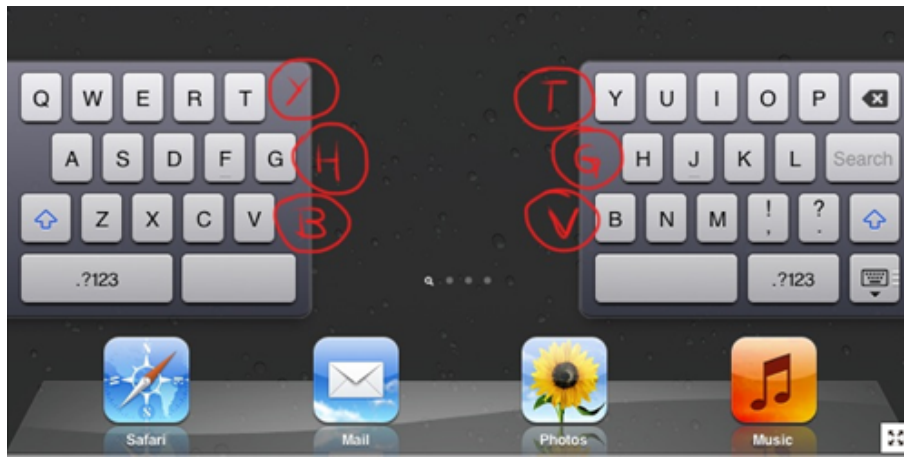 Q W E R T Y T Y U I O P
A S D F G H G H J K L Search
Z X C V B V B N M ! , ? .
.?123 .?123
Safari Mail Photos Music